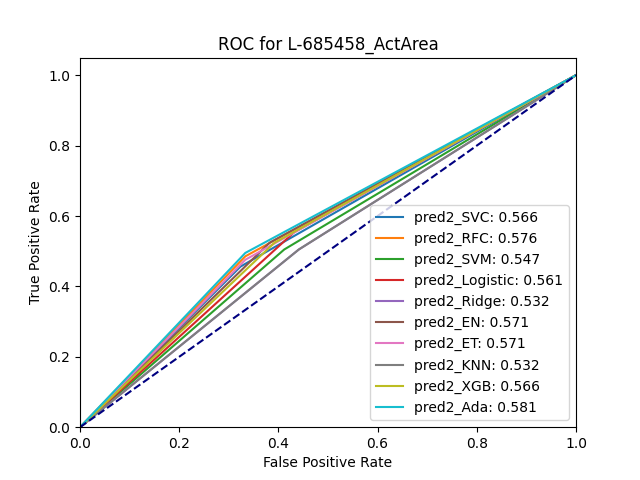 ROC for L-685458_ActArea
1.0
0.8
0.6
0.4
0.2
0.0
True Positive Rate
pred2_SVC: 0.566
pred2_RFC: 0.576
pred2_SVM: 0.547
pred2_Logistic: 0.561
pred2_Ridge: 0.532
pred2_EN: 0.571
pred2_ET: 0.571
pred2_KNN: 0.532
pred2_XGB: 0.566
pred2_Ada: 0.581
0.0 0.2 0.4 0.6 0.8 1.0
False Positive Rate